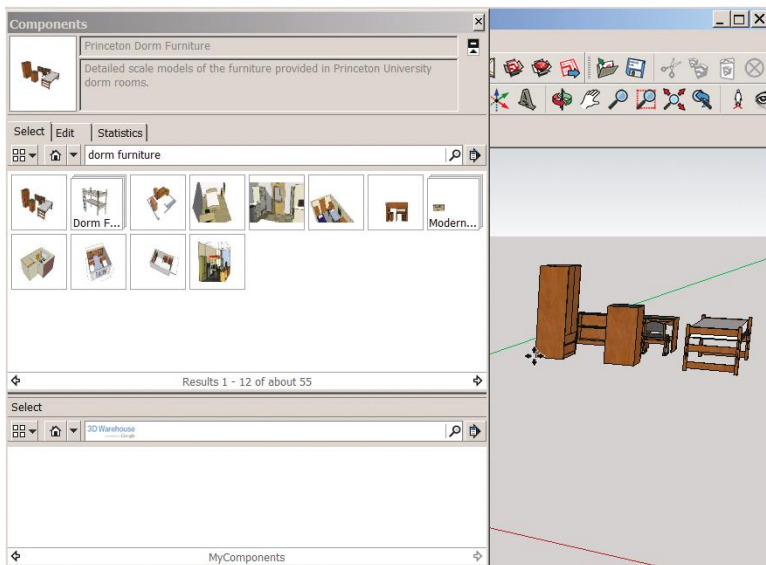 Components
Princeton Dorm Furniture
Detailed scale models of the furniture provided in Princeton University
dorm rooms.
Select Edit Statistics
dorm furniture
Dorm F...
Modern...
Results 1 - 12 of about 55
Select
3D Warehouse
MyComponents